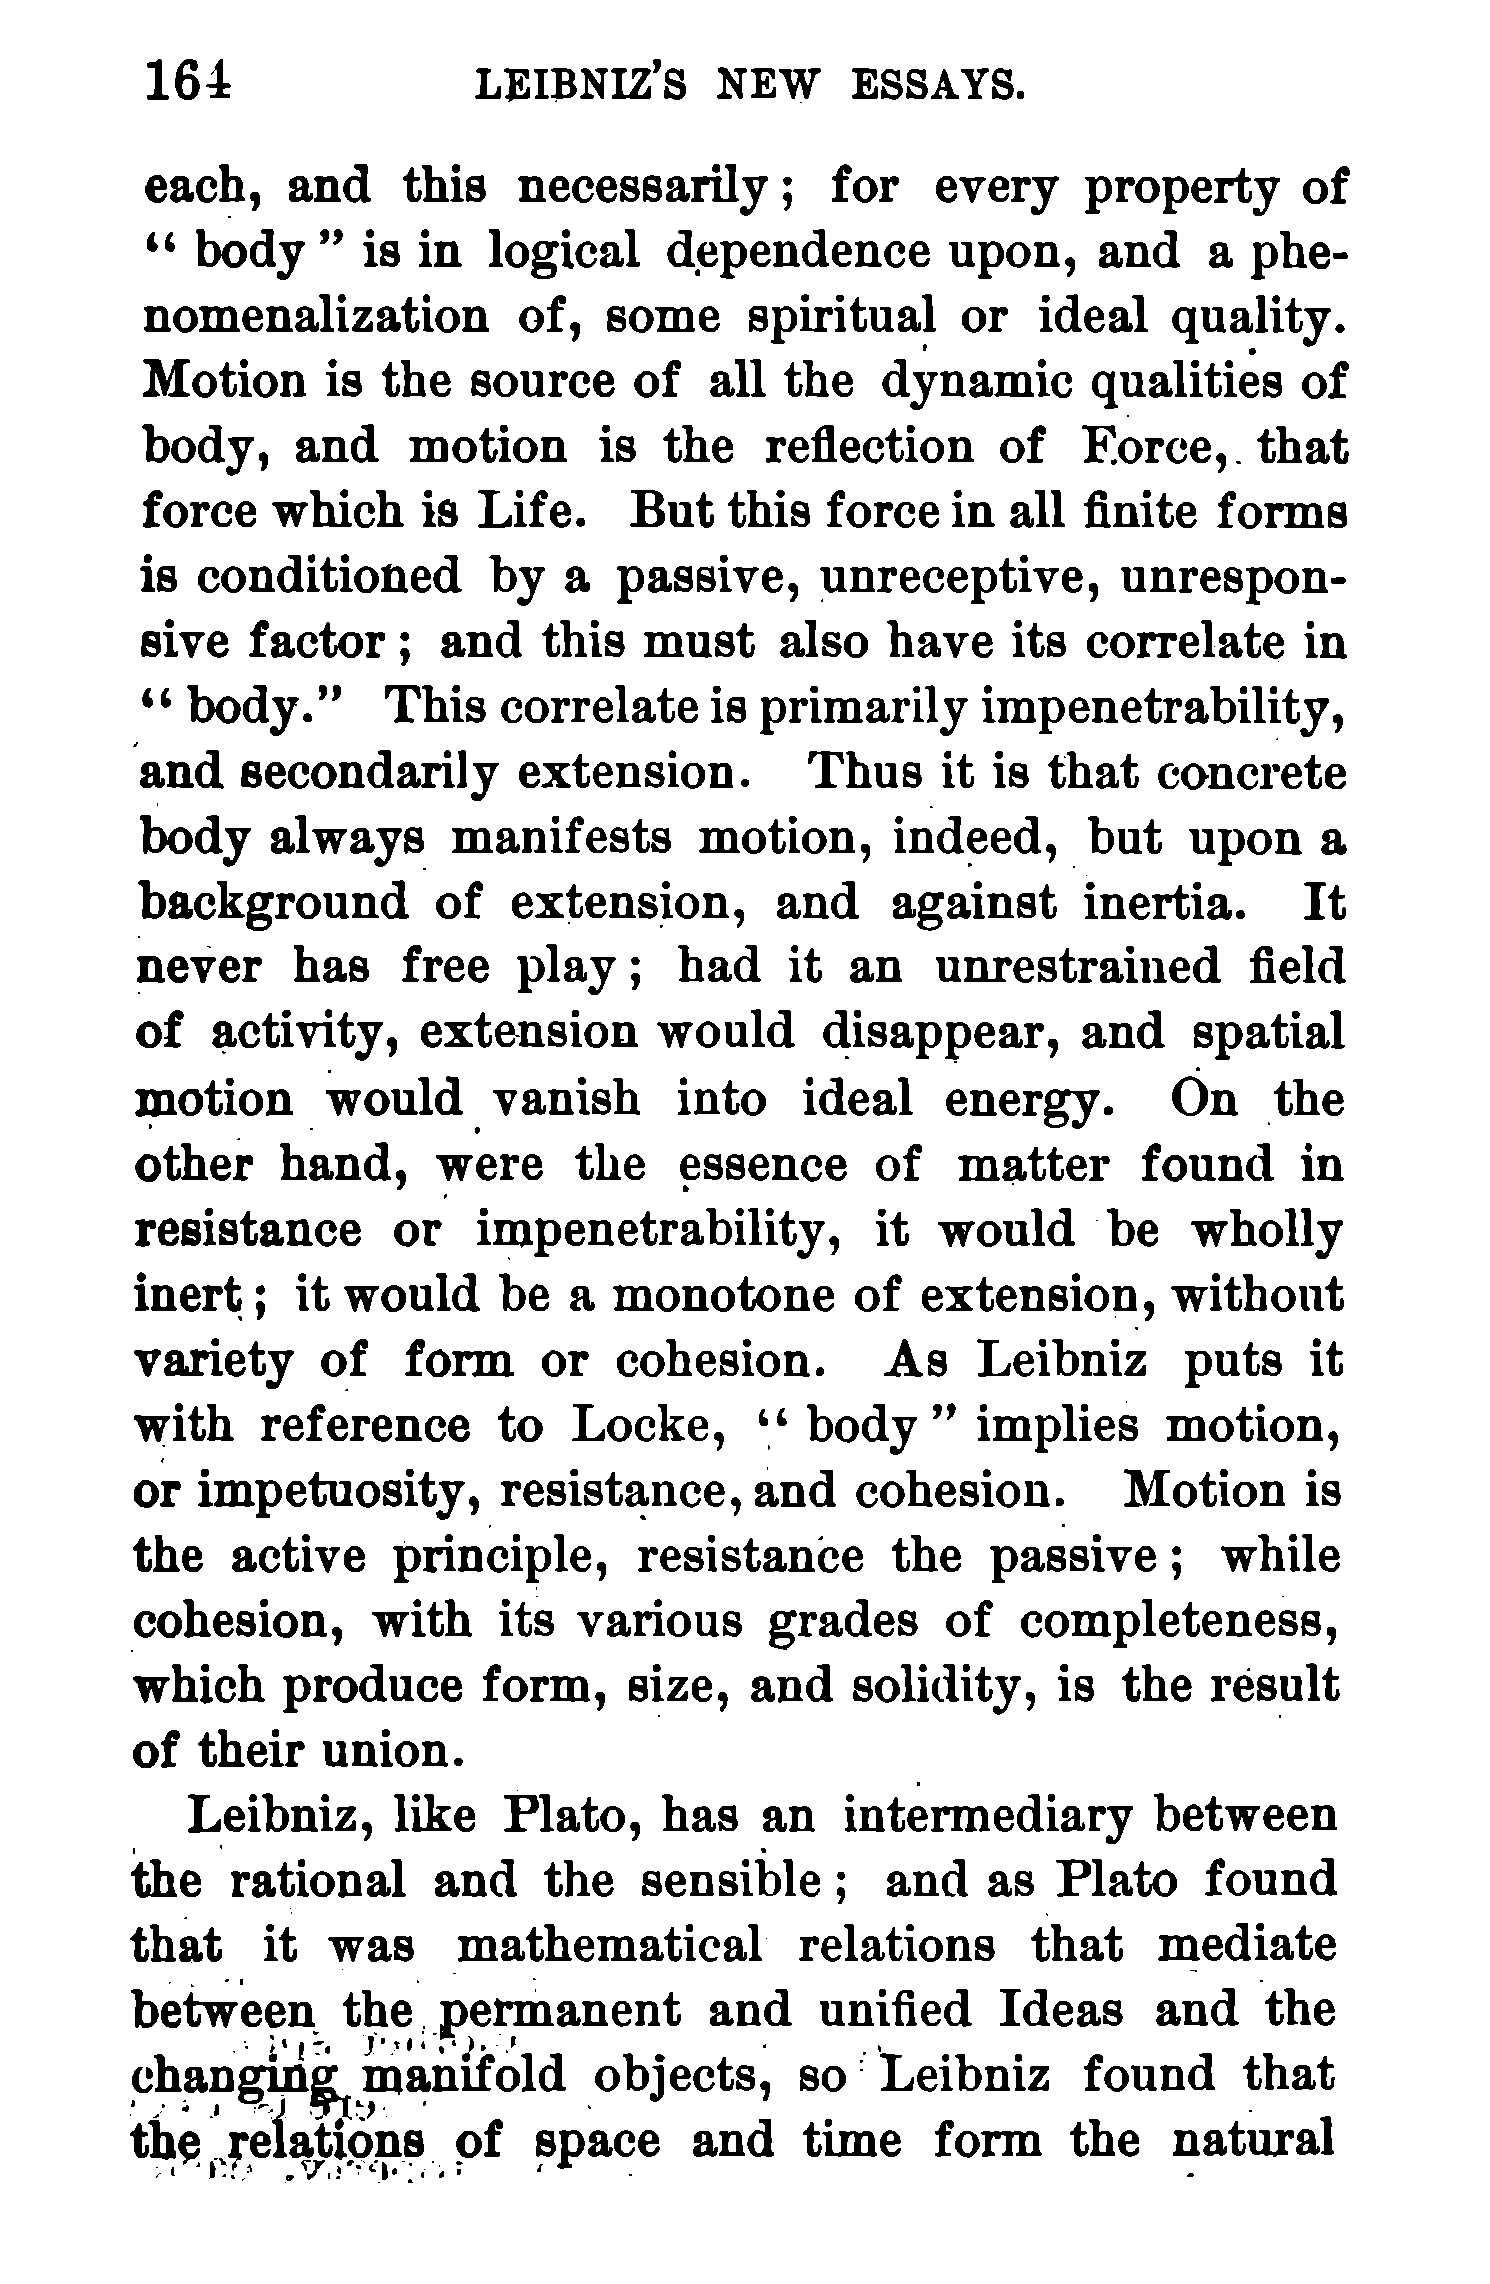 164 LEIBNIZ'S NEW ESSAYS.
each, and this necessarily; for every property of
"body" is in logical dependence upon, and a phe-
nomenalization of, some spiritual or ideal quality.
Motion is the source of all the dynamic qualities of
body, and motion is the reflection of Force, that
force which is Life. But this force in all finite forms
is conditioned by a passive, unreceptive, unrespon-
sive factor; and this must also have its correlate in
"body." This correlate is primarily impenetrability,
and secondarily extension. Thus it is that concrete
body always manifests motion, indeed, but upon a
background of extension, and against inertia. It
never has free play; had it an unrestrained field
of activity, extension would disappear, and spatial
motion would vanish into ideal energy. On the
other hand, were the essence of matter found in
resistance or impenetrability, it would be wholly
inert; it would be a monotone of extension, without
variety of form or cohesion. As Leibniz puts it
with reference to Locke, "body" implies motion,
or impetuosity, resistance, and cohesion. Motion is
the active principle, resistance the passive; while
cohesion, with its various grades of completeness,
which produce form, size, and solidity, is the result
of their union.
Leibniz, like Plato, has an intermediary between
the rational and the sensible; and as Plato found
that it was mathematical relations that mediate
between the permanent and unified Ideas and the
changing manifold objects, so Leibniz found that
the relations of space and time form the natural